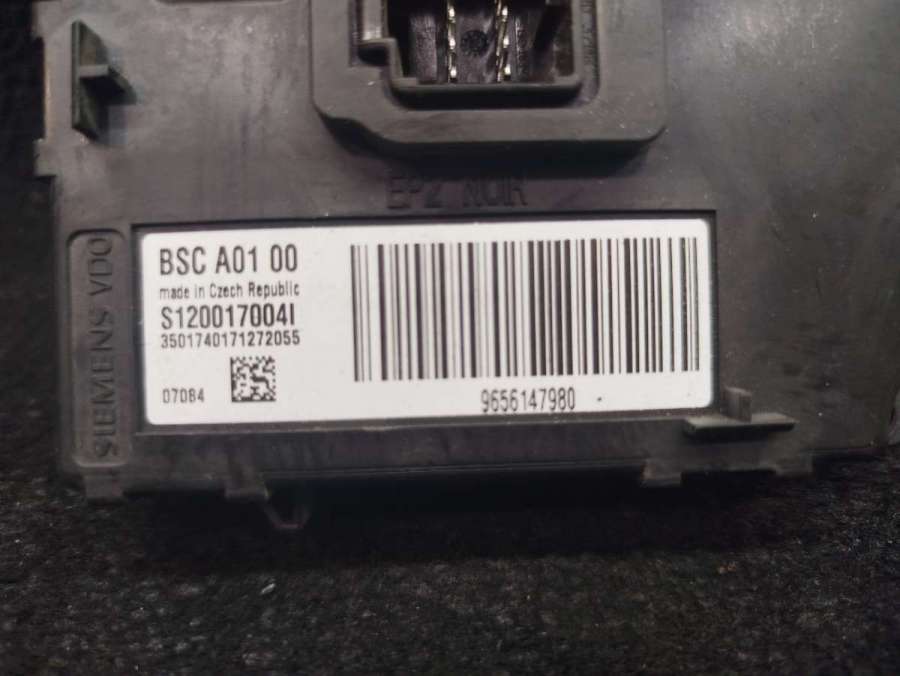 EP2 NOIR
SIEMENS VDO
BSC A01 00
made in Czech Republic
S120017004I
3501740171272055
07084
9656147980